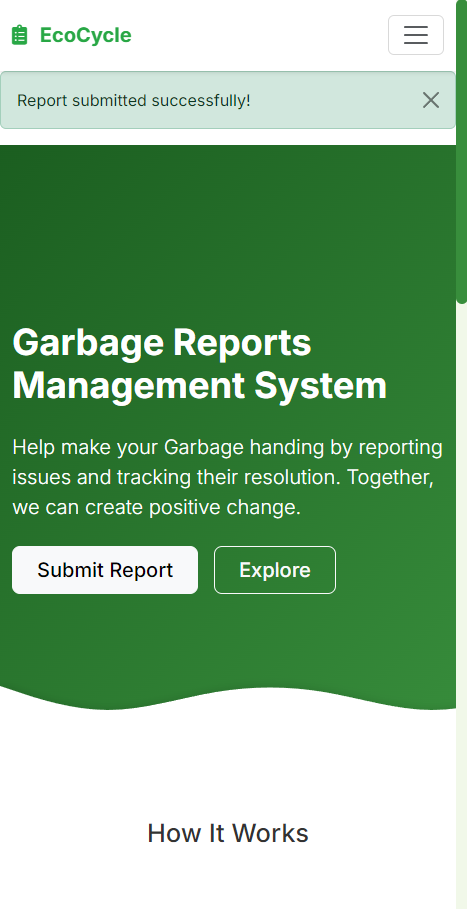 EcoCycle
Report submitted successfully!
Garbage Reports
Management System
Help make your Garbage handing by reporting
issues and tracking their resolution. Together,
we can create positive change.
Submit Report
Explore
How It Works